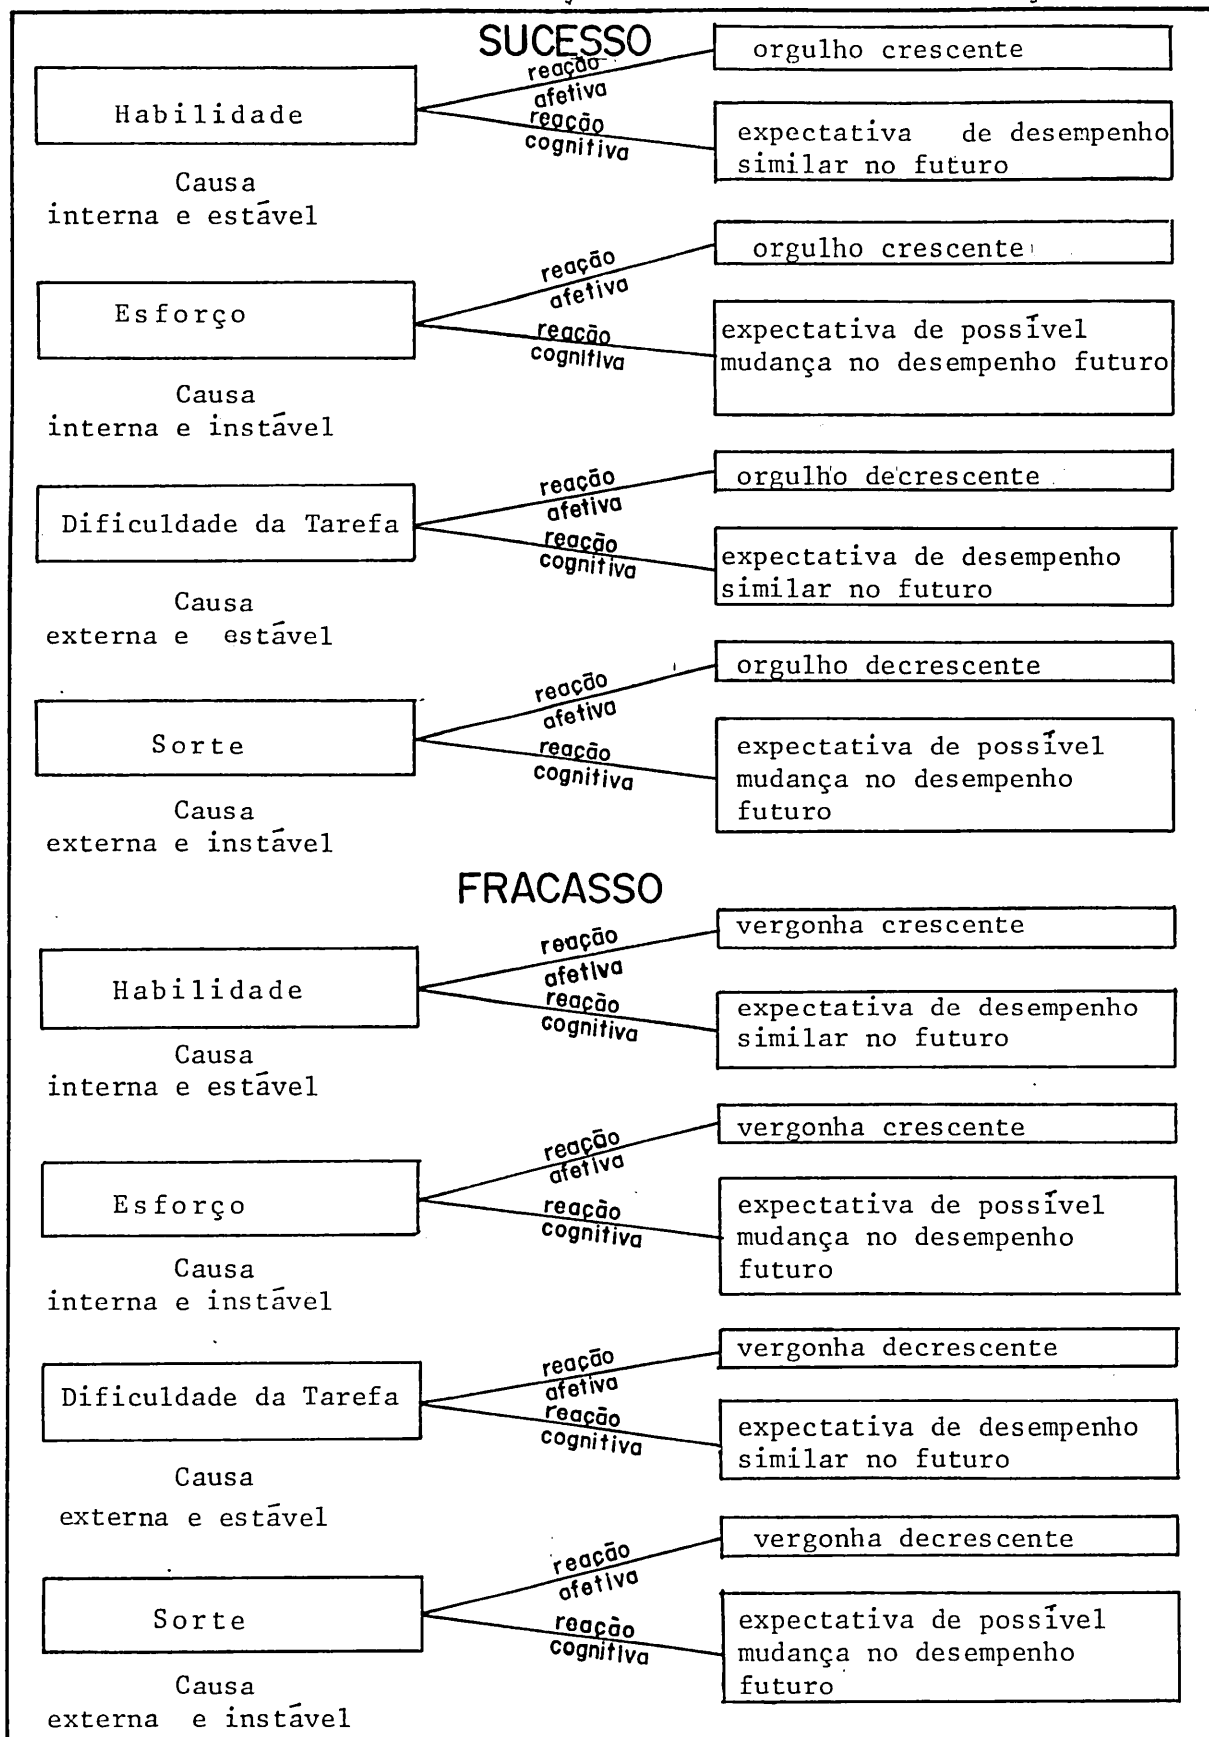 SUCESSO
Habilidade
Causa
interna e estável
reação
afetiva
orgulho crescente
reação
cognitiva
expectativa de desempenho
similar no futuro
Esforço
Causa
interna e instável
reação
afetiva
orgulho crescente
reação
cognitiva
expectativa de possível
mudança no desempenho futuro
Dificuldade da Tarefa
Causa
externa e estável
reação
afetiva
orgulho decrescente
reação
cognitiva
expectativa de desempenho
similar no futuro
Sorte
Causa
externa e instável
reação
afetiva
orgulho decrescente
reação
cognitiva
expectativa de possível
mudança no desempenho
futuro
FRACASSO
Habilidade
Causa
interna e estável
reação
afetiva
vergonha crescente
reação
cognitiva
expectativa de desempenho
similar no futuro
Esforço
Causa
interna e instável
reação
afetiva
vergonha crescente
reação
cognitiva
expectativa de possível
mudança no desempenho
futuro
Dificuldade da Tarefa
Causa
externa e estável
reação
afetiva
vergonha decrescente
reação
cognitiva
expectativa de desempenho
similar no futuro
Sorte
Causa
externa e instável
reação
afetiva
vergonha decrescente
reação
cognitiva
expectativa de possível
mudança no desempenho
futuro